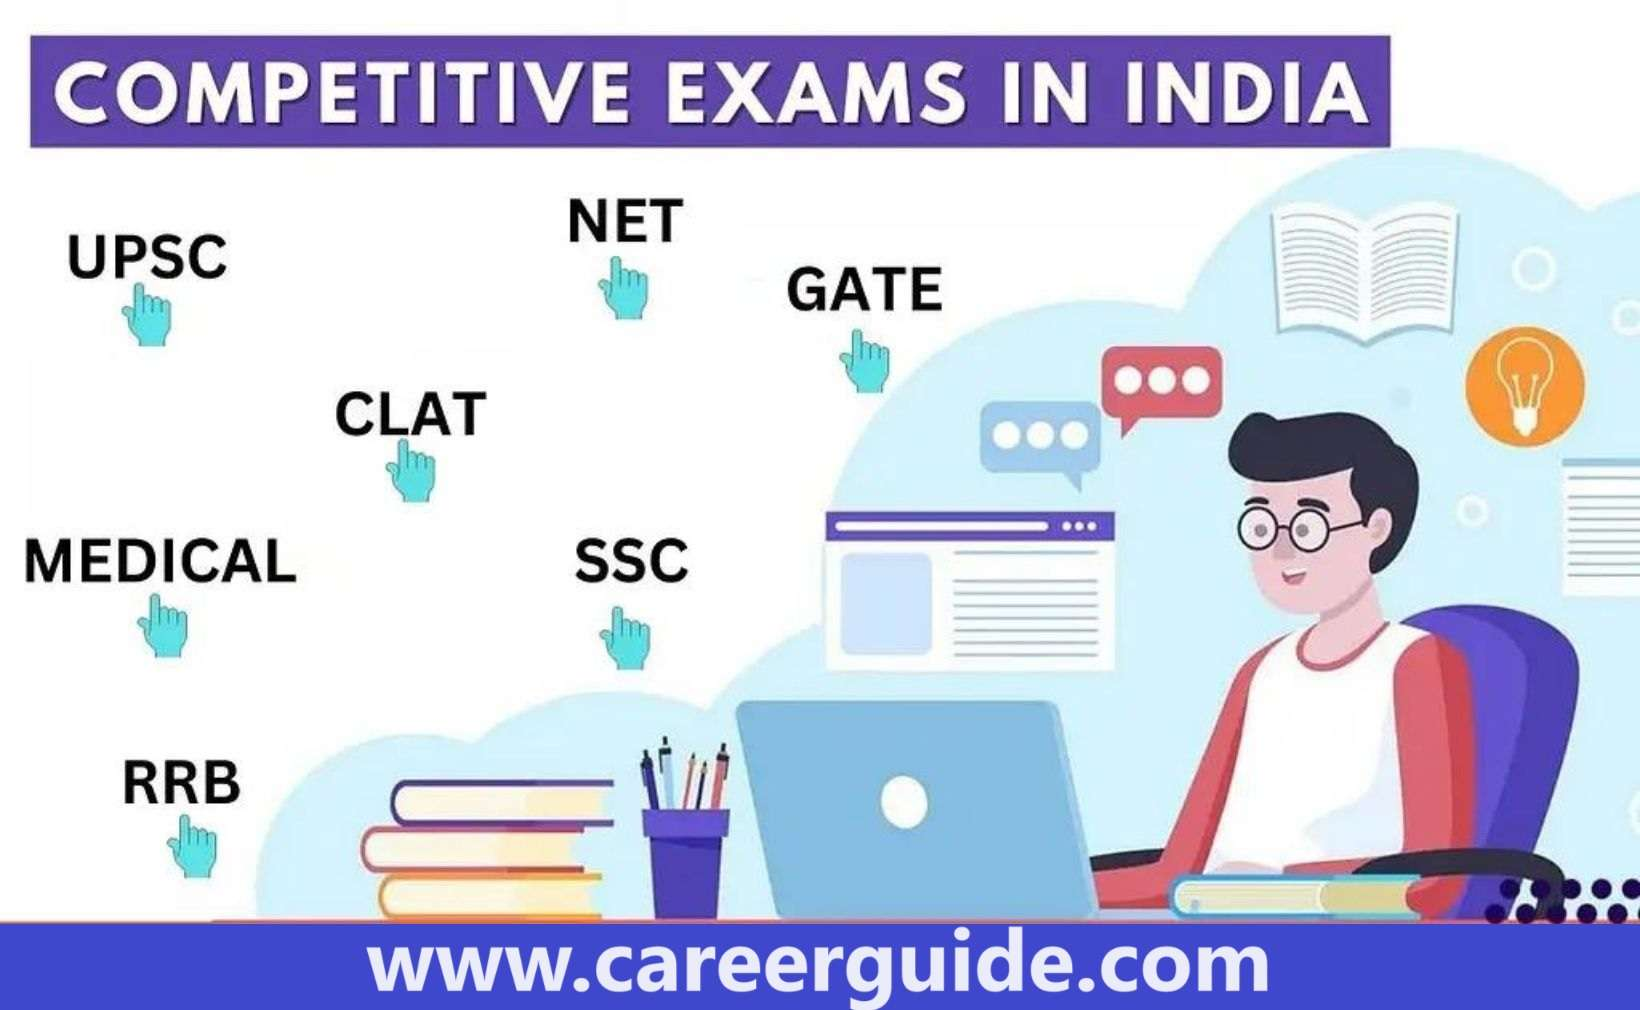 COMPETITIVE EXAMS IN INDIA
UPSC
NET
GATE
CLAT
MEDICAL
SSC
RRB
www.careerguide.com